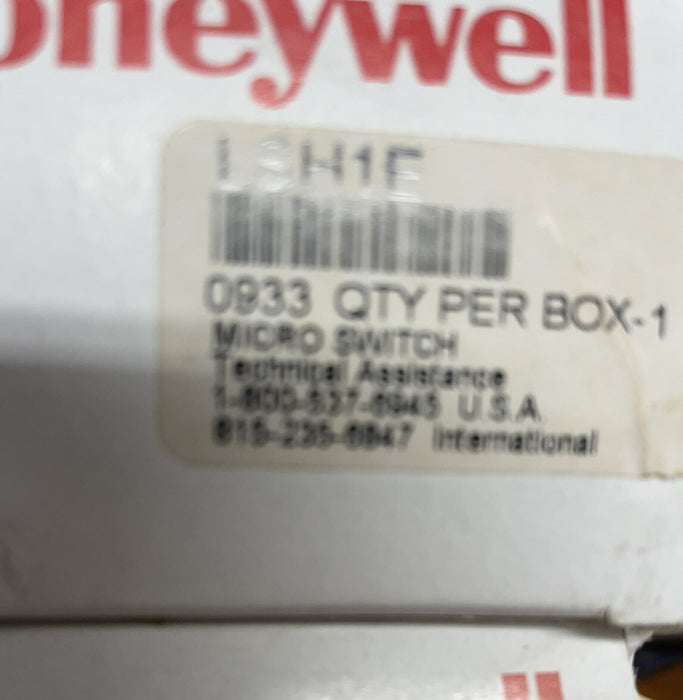 oneywell
LSH1E
0933 QTY PER BOX-1
MICRO SWITCH
Technical Assistance
1-800-537-6945 U.S.A.
815-235-6847 International